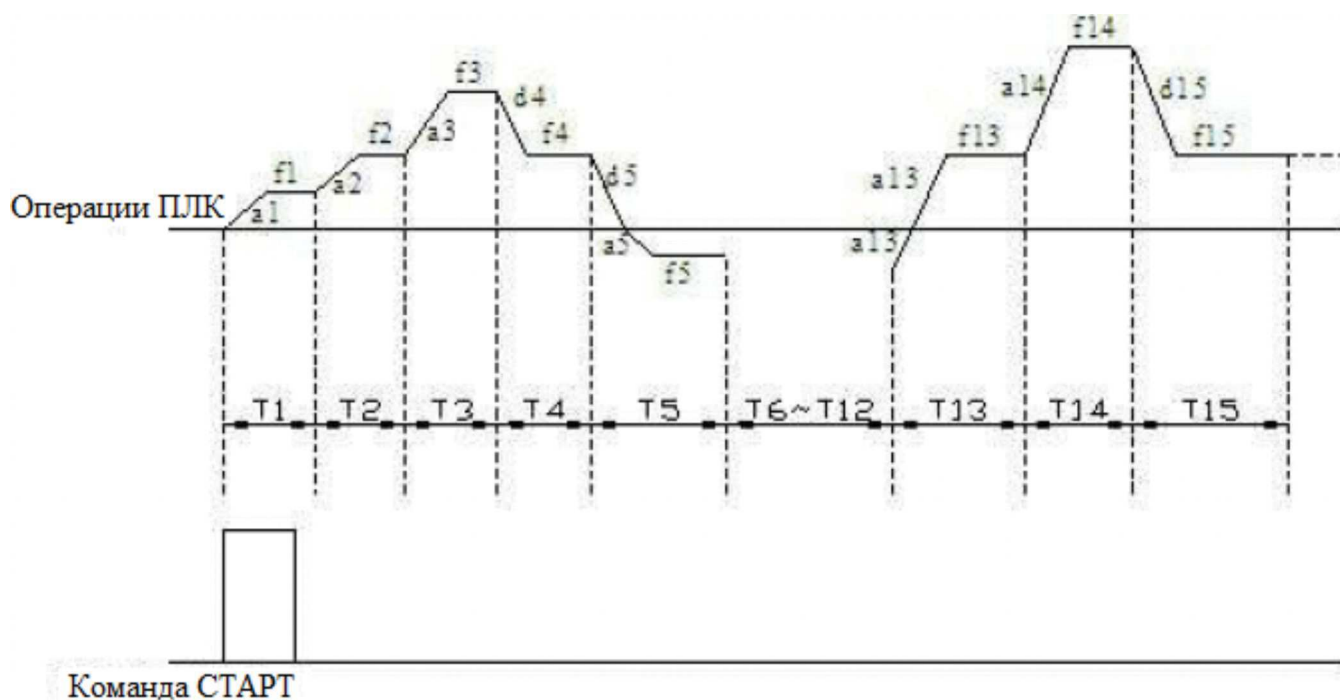 f14
f3
d4
a14
d15
a3
f2
f4
f13
f15
f1
a2
d5
a13
Операции ПЛК
a1
a5
a13
f5
T1 T2 T3 T4 T5 T6~T12 T13 T14 T15
Команда СТАРТ